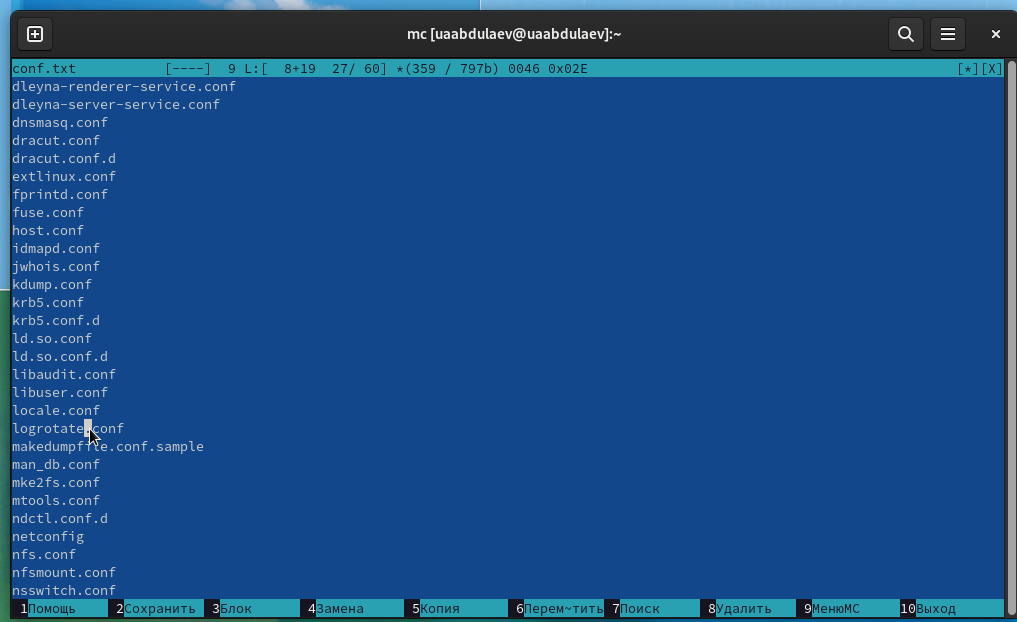 mc [uaabdulaev@uaabdulaev]:~
conf.txt [----] 9 L:[ 8+19 27/ 60] *(359 / 797b) 0046 0x02E [*][X]
dleyna-renderer-service.conf
dleyna-server-service.conf
dnsmasq.conf
dracut.conf
dracut.conf.d
extlinux.conf
fprintd.conf
fuse.conf
host.conf
idmapd.conf
jwhois.conf
kdump.conf
krb5.conf
krb5.conf.d
ld.so.conf
ld.so.conf.d
libaudit.conf
libuser.conf
locale.conf
logrotate.conf
makedumpfile.conf.sample
man_db.conf
mke2fs.conf
mtools.conf
ndctl.conf.d
netconfig
nfs.conf
nfsmount.conf
nsswitch.conf
1Помощь 2Сохранить 3Блок 4Замена 5Копия 6Перем~тить 7Поиск 8Удалить 9МенюMC 10Выход